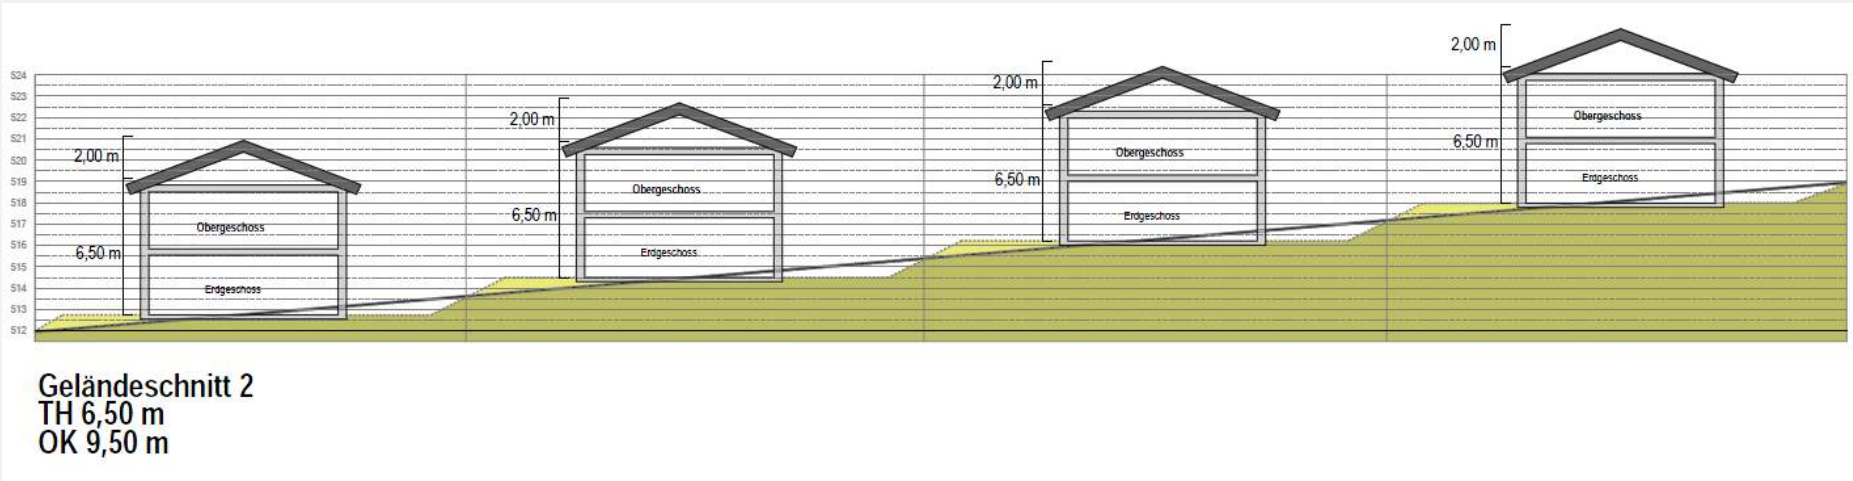 524
523
522
521
520
519
518
517
516
515
514
513
512
2,00 m
Obergeschoss
6,50 m
Erdgeschoss
2,00 m
Obergeschoss
6,50 m
Erdgeschoss
2,00 m
Obergeschoss
6,50 m
Erdgeschoss
2,00 m
Obergeschoss
6,50 m
Erdgeschoss
Geländeschnitt 2
TH 6,50 m
OK 9,50 m